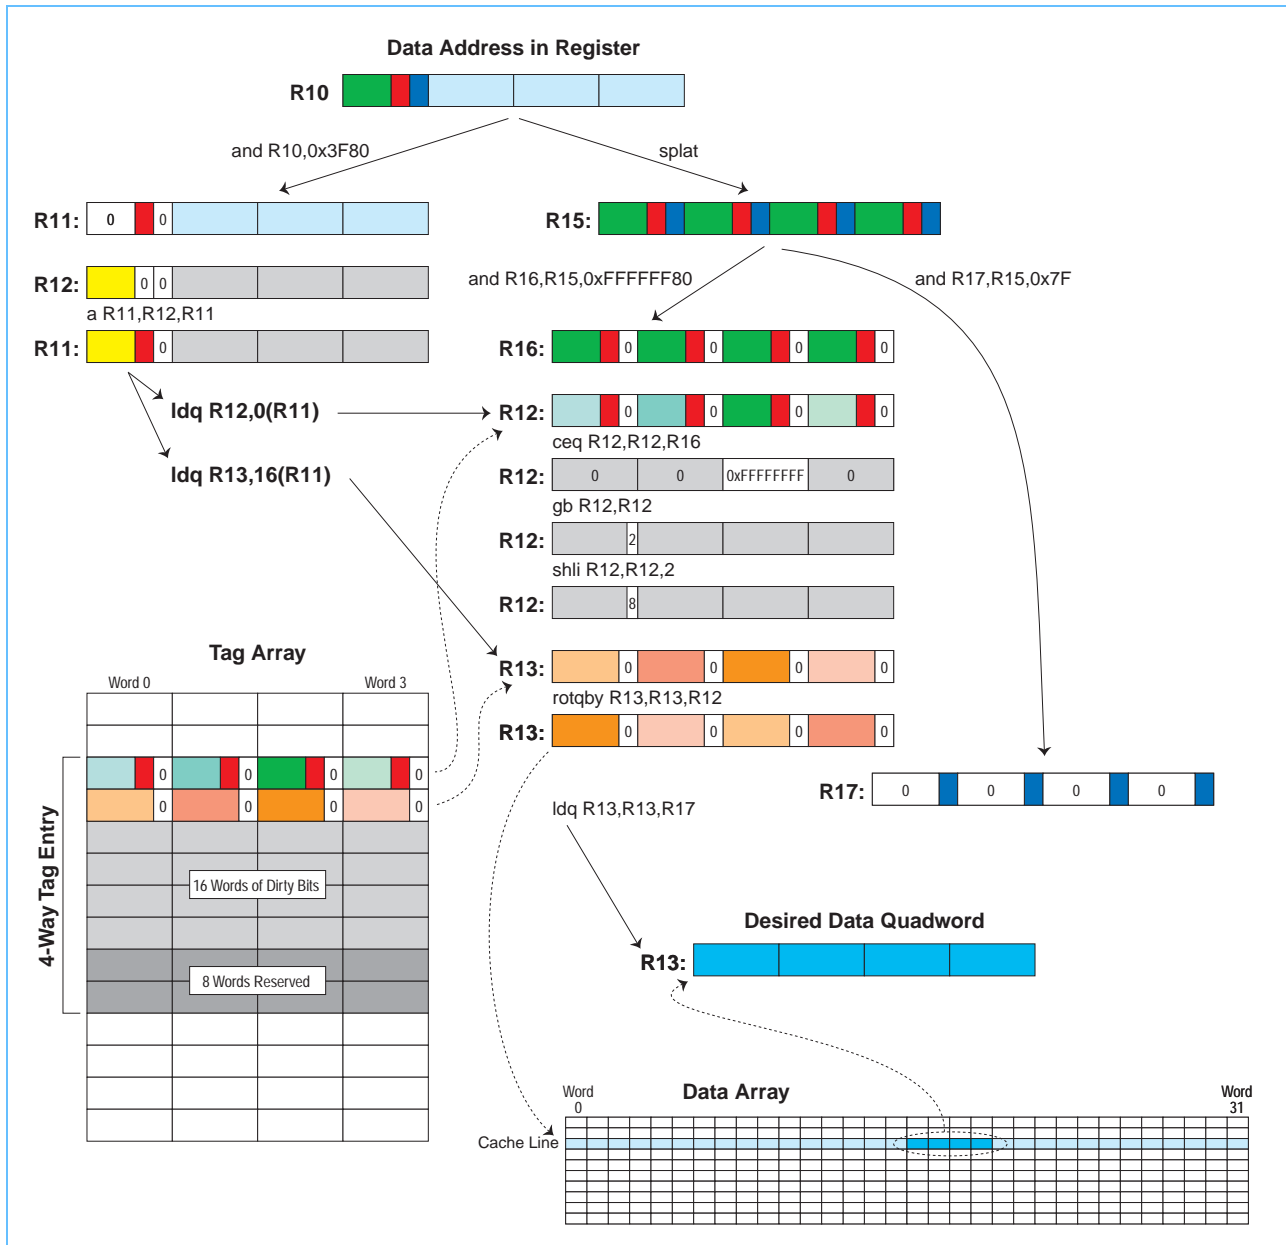 Data Address in Register
R10
and R10,0x3F80
splat
R11:
0
0
R15:
R12:
0
0
a R11,R12,R11
R11:
0
and R16,R15,0xFFFFFF80
and R17,R15,0x7F
R16:
0
0
0
0
ldq R12,0(R11)
R12:
0
0
0
0
ceq R12,R12,R16
ldq R13,16(R11)
R12:
0
0
0xFFFFFFFF
0
gb R12,R12
R12:
2
shli R12,R12,2
R12:
8
R13:
0
0
0
0
rotqby R13,R13,R12
R13:
0
0
0
0
Tag Array
Word 0
Word 3
0
0
0
0
0
0
0
0
4-Way Tag Entry
16 Words of Dirty Bits
8 Words Reserved
R17:
0
0
0
0
ldq R13,R13,R17
Desired Data Quadword
R13:
Data Array
Word
0
Word
31
Cache Line